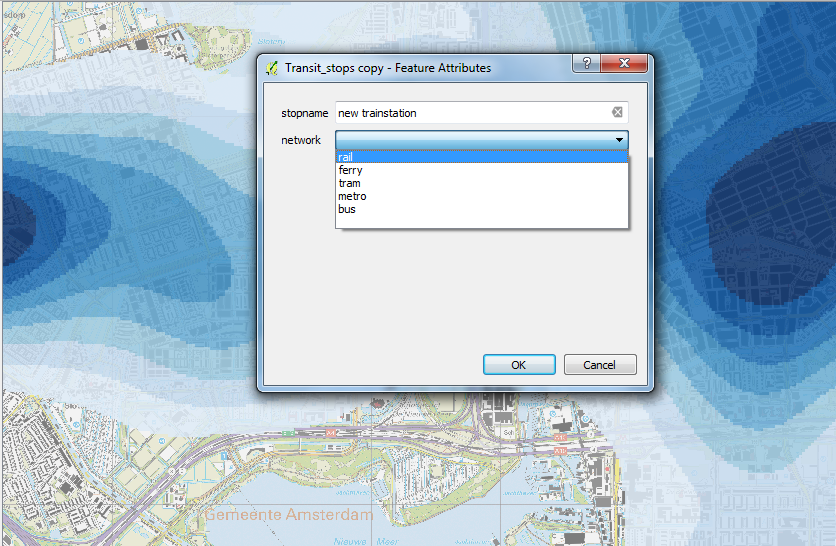 sdorp
Transit_stops copy - Feature Attributes
?
stopname new trainstation
network
rail
ferry
tram
metro
bus
OK Cancel
Gemeente Amsterdam
Nieuwe Meer